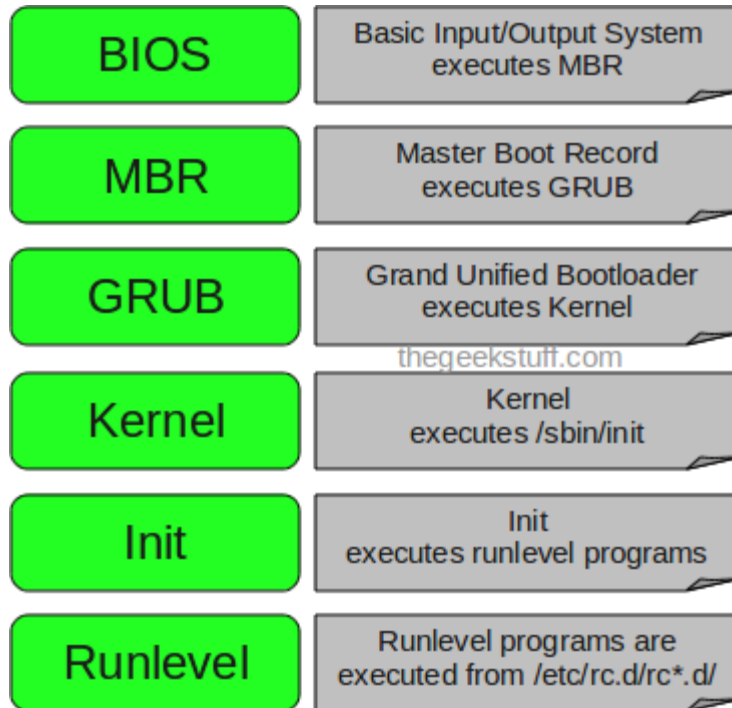 BIOS
Basic Input/Output System
executes MBR
MBR
Master Boot Record
executes GRUB
GRUB
Grand Unified Bootloader
executes Kernel
thegeekstuff.com
Kernel
Kernel
executes /sbin/init
Init
Init
executes runlevel programs
Runlevel
Runlevel programs are
executed from /etc/rc.d/rc*.d/